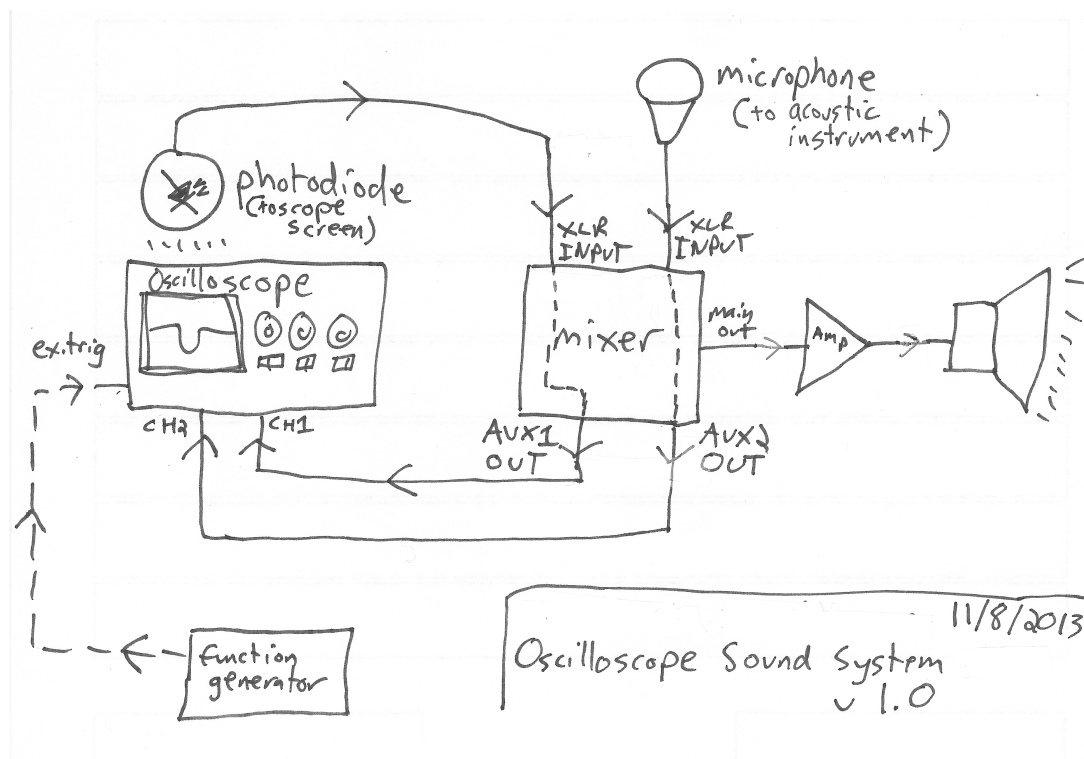 microphone
(to acoustic
instrument)
photodiode
(to scope
screen)
XLR
INPUT
XLR
INPUT
Oscilloscope
mixer
main
out
Amp
ex.trig
CH2
CH1
AUX1
OUT
AUX2
OUT
function
generator
11/8/2013
Oscilloscope Sound System
v 1.0